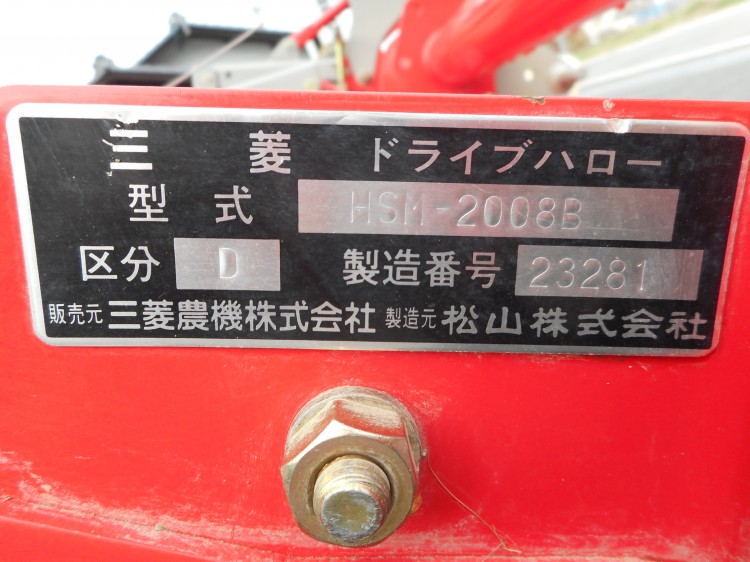 三菱 ドライブハロー
型式 HSM-2008B
区分 D 製造番号 23281
販売元 三菱農機株式会社 製造元 松山株式会社